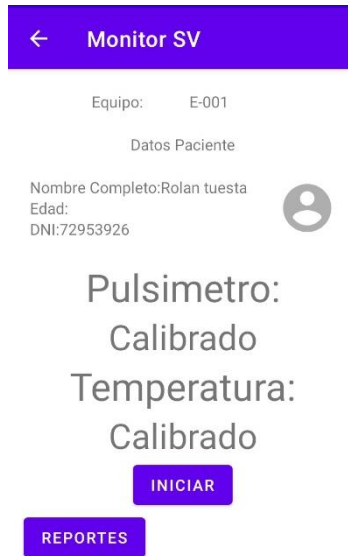 Monitor SV
Equipo: E-001
Datos Paciente
Nombre Completo:Rolan tuesta
Edad:
DNI:72953926
Pulsimetro:
Calibrado
Temperatura:
Calibrado
INICIAR
REPORTES